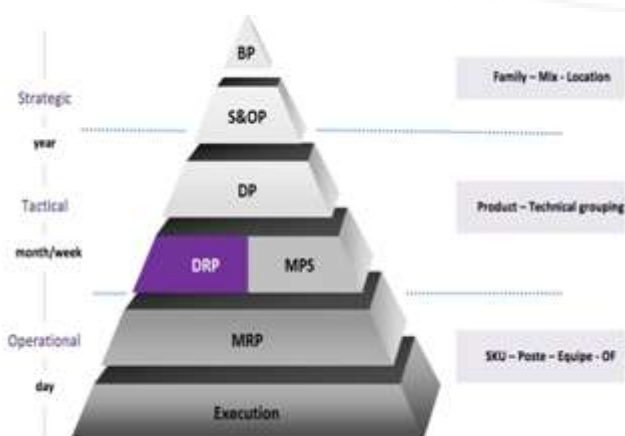 BP
Family – Mix - Location
Strategic
S&OP
year
DP
Tactical
Product – Technical grouping
month/week
DRP
MPS
Operational
MRP
SKU – Poste – Equipe - OF
day
Execution